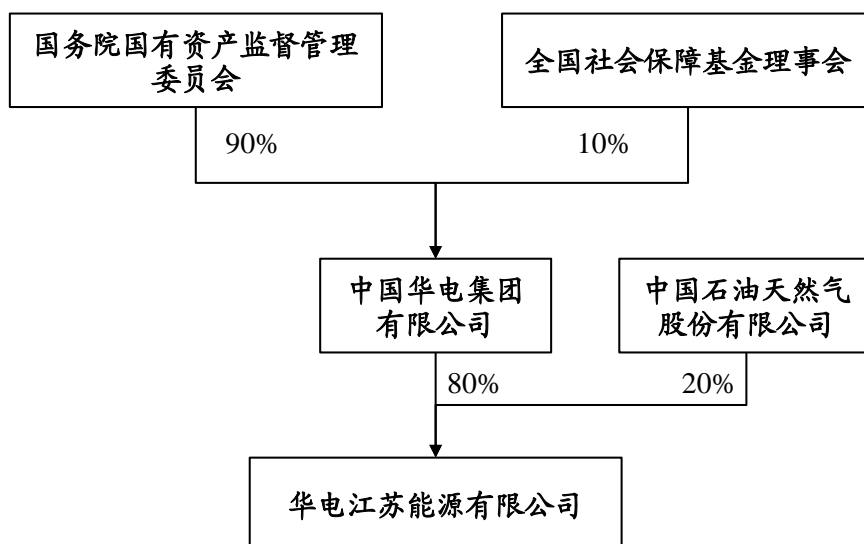 国务院国有资产监督管理
委员会
全国社会保障基金理事会
90%
10%
中国华电集团
有限公司
中国石油天然气
股份有限公司
80%
20%
华电江苏能源有限公司